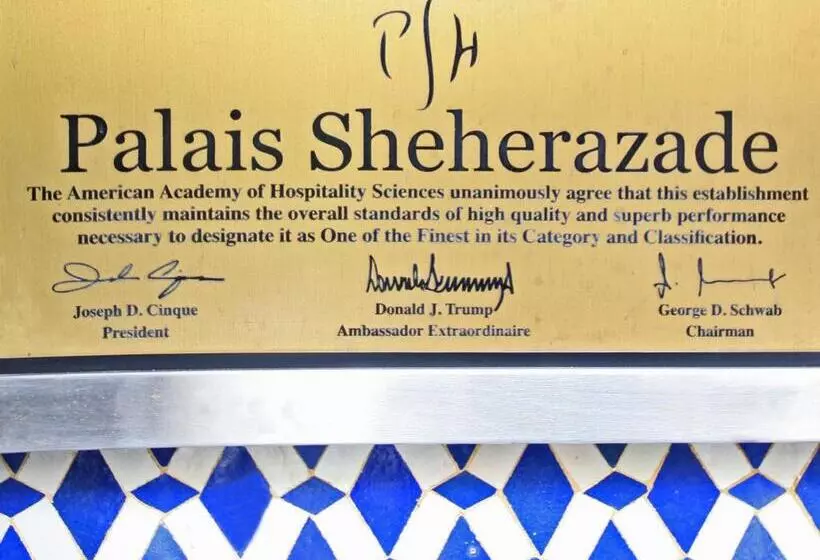 PSH
Palais Sheherazade
The American Academy of Hospitality Sciences unanimously agree that this establishment
consistently maintains the overall standards of high quality and superb performance
necessary to designate it as One of the Finest in its Category and Classification.
Joseph D. Cinque Donald J. Trump George D. Schwab
President Ambassador Extraordinaire Chairman